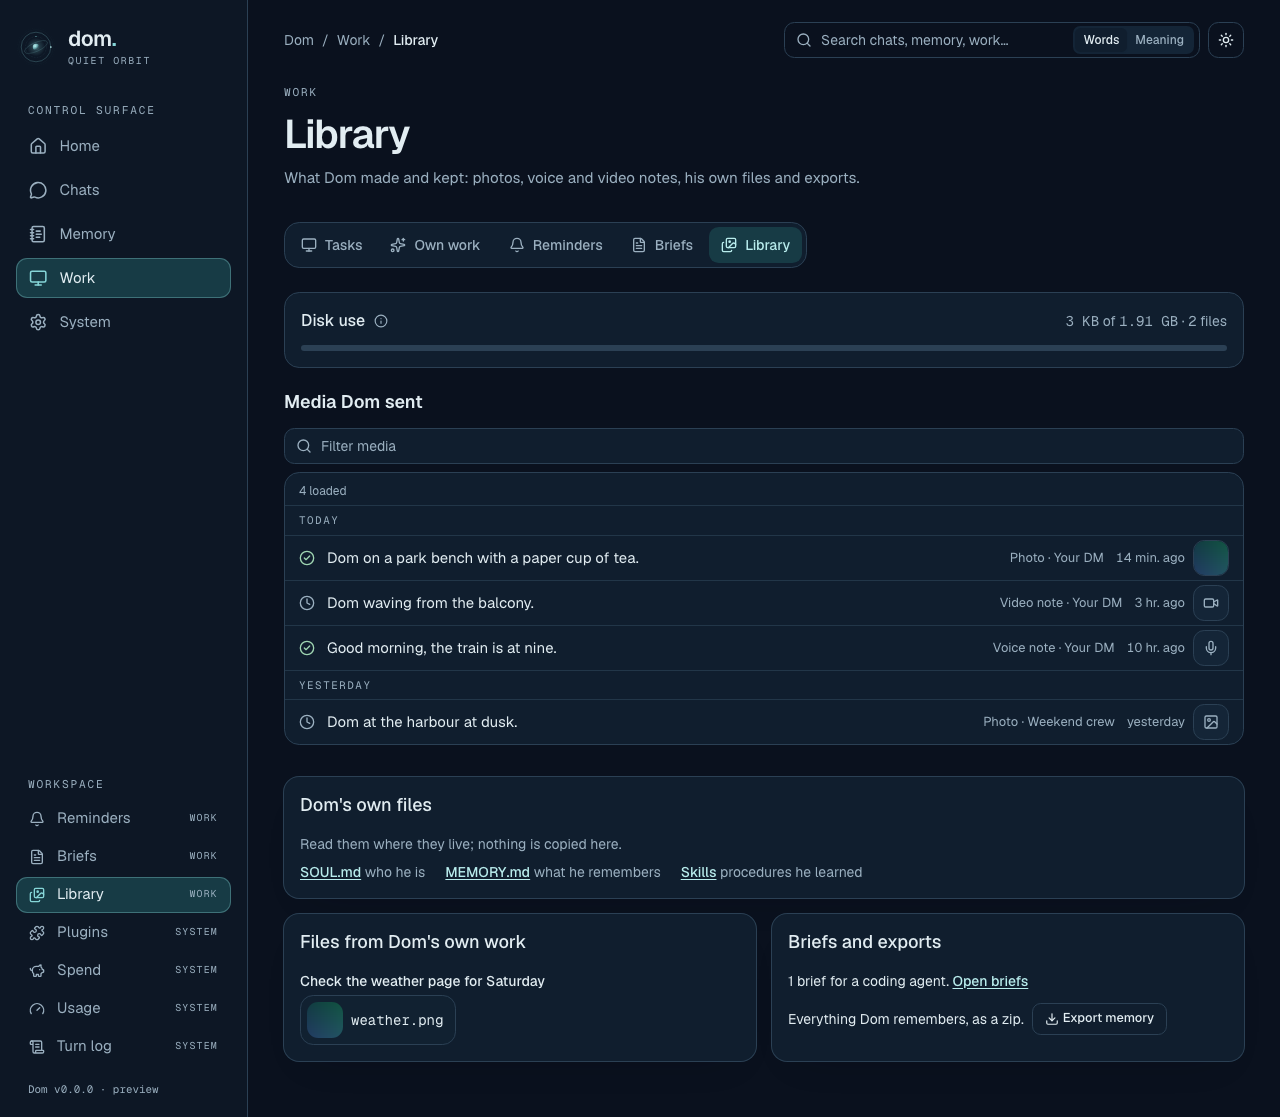 dom.
QUIET ORBIT
CONTROL SURFACE
Home
Chats
Memory
Work
System
WORKSPACE
Reminders WORK
Briefs WORK
Library WORK
Plugins SYSTEM
Spend SYSTEM
Usage SYSTEM
Turn log SYSTEM
Dom v0.0.0 · preview
Dom / Work / Library
Search chats, memory, work… Words Meaning
WORK
Library
What Dom made and kept: photos, voice and video notes, his own files and exports.
Tasks Own work Reminders Briefs Library
Disk use 3 KB of 1.91 GB · 2 files
Media Dom sent
Filter media
4 loaded
TODAY
Dom on a park bench with a paper cup of tea. Photo · Your DM 14 min. ago
Dom waving from the balcony. Video note · Your DM 3 hr. ago
Good morning, the train is at nine. Voice note · Your DM 10 hr. ago
YESTERDAY
Dom at the harbour at dusk. Photo · Weekend crew yesterday
Dom's own files
Read them where they live; nothing is copied here.
SOUL.md who he is MEMORY.md what he remembers Skills procedures he learned
Files from Dom's own work
Check the weather page for Saturday
weather.png
Briefs and exports
1 brief for a coding agent. Open briefs
Everything Dom remembers, as a zip. Export memory